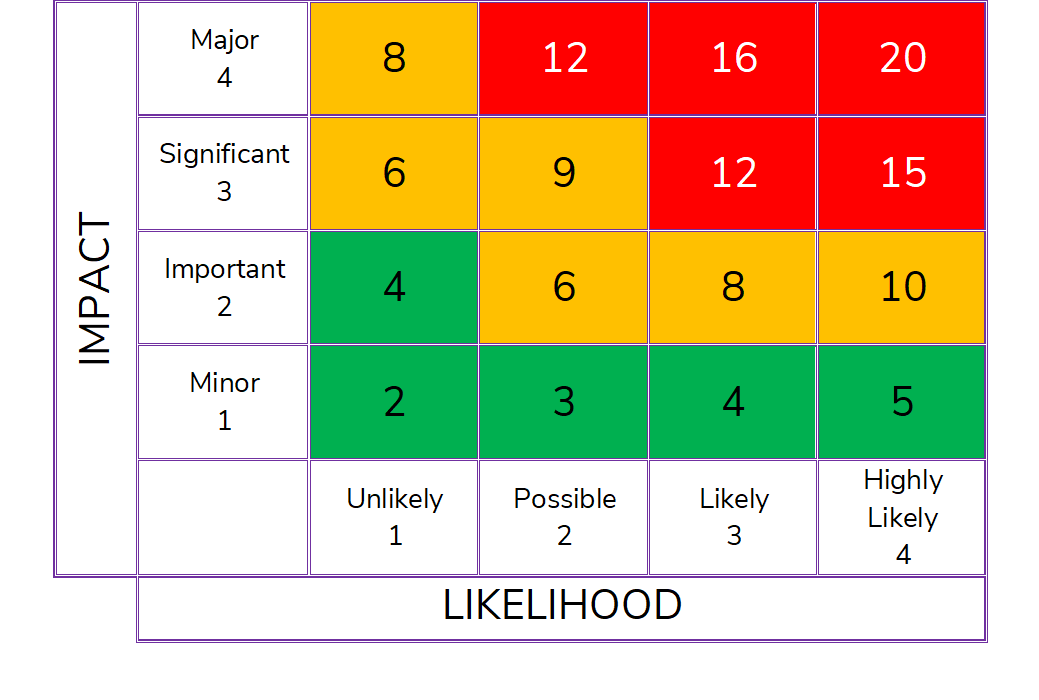 IMPACT
Major
4
8
12
16
20
Significant
3
6
9
12
15
Important
2
4
6
8
10
Minor
1
2
3
4
5
Unlikely
1
Possible
2
Likely
3
Highly
Likely
4
LIKELIHOOD